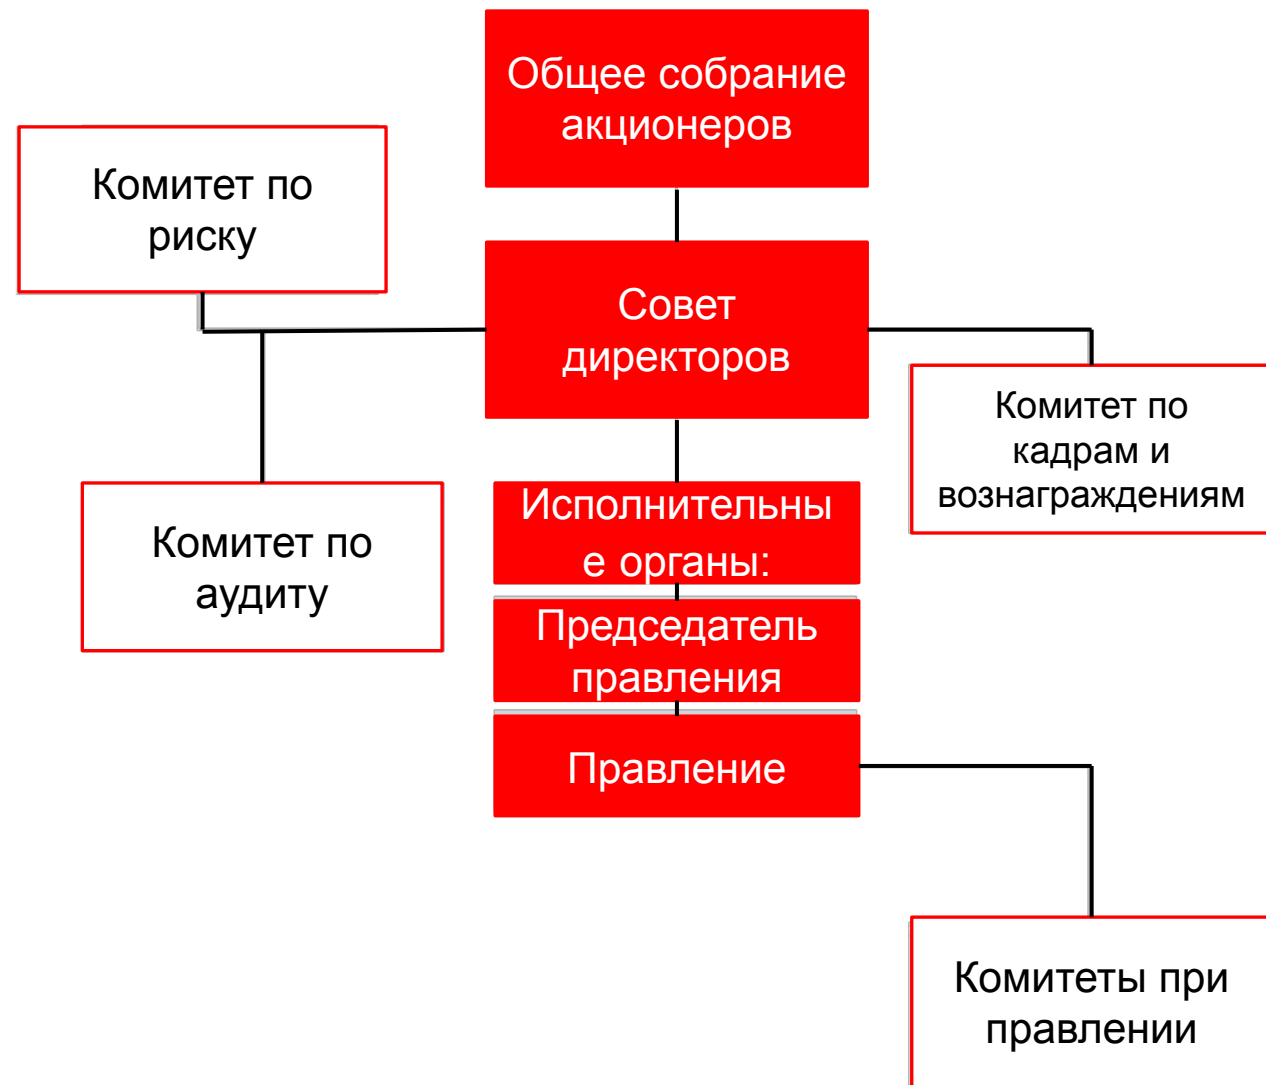 Общее собрание
акционеров
Комитет по
риску
Совет
директоров
Комитет по
кадрам и
вознаграждениям
Исполнительны
е органы:
Комитет по
аудиту
Председатель
правления
Правление
Комитеты при
правлении